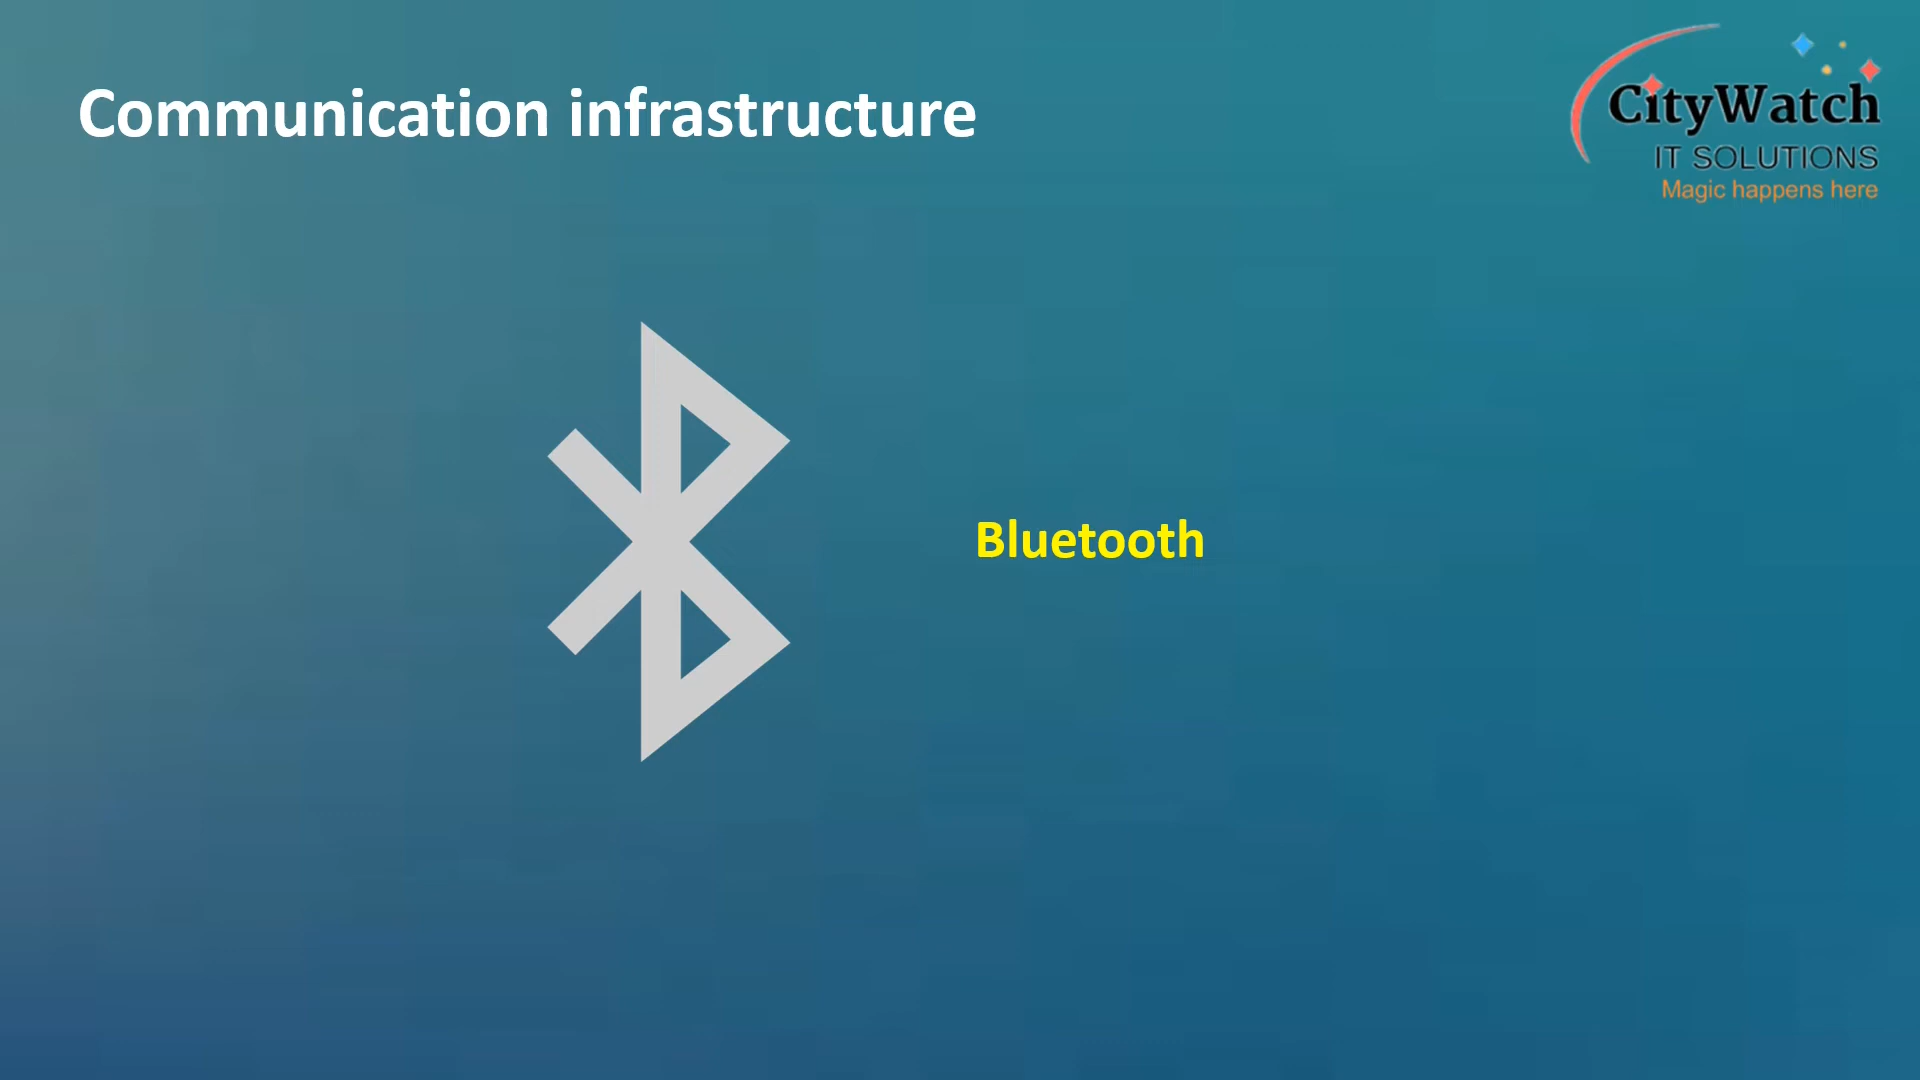 Communication infrastructure
CityWatch
IT SOLUTIONS
Magic happens here
Bluetooth